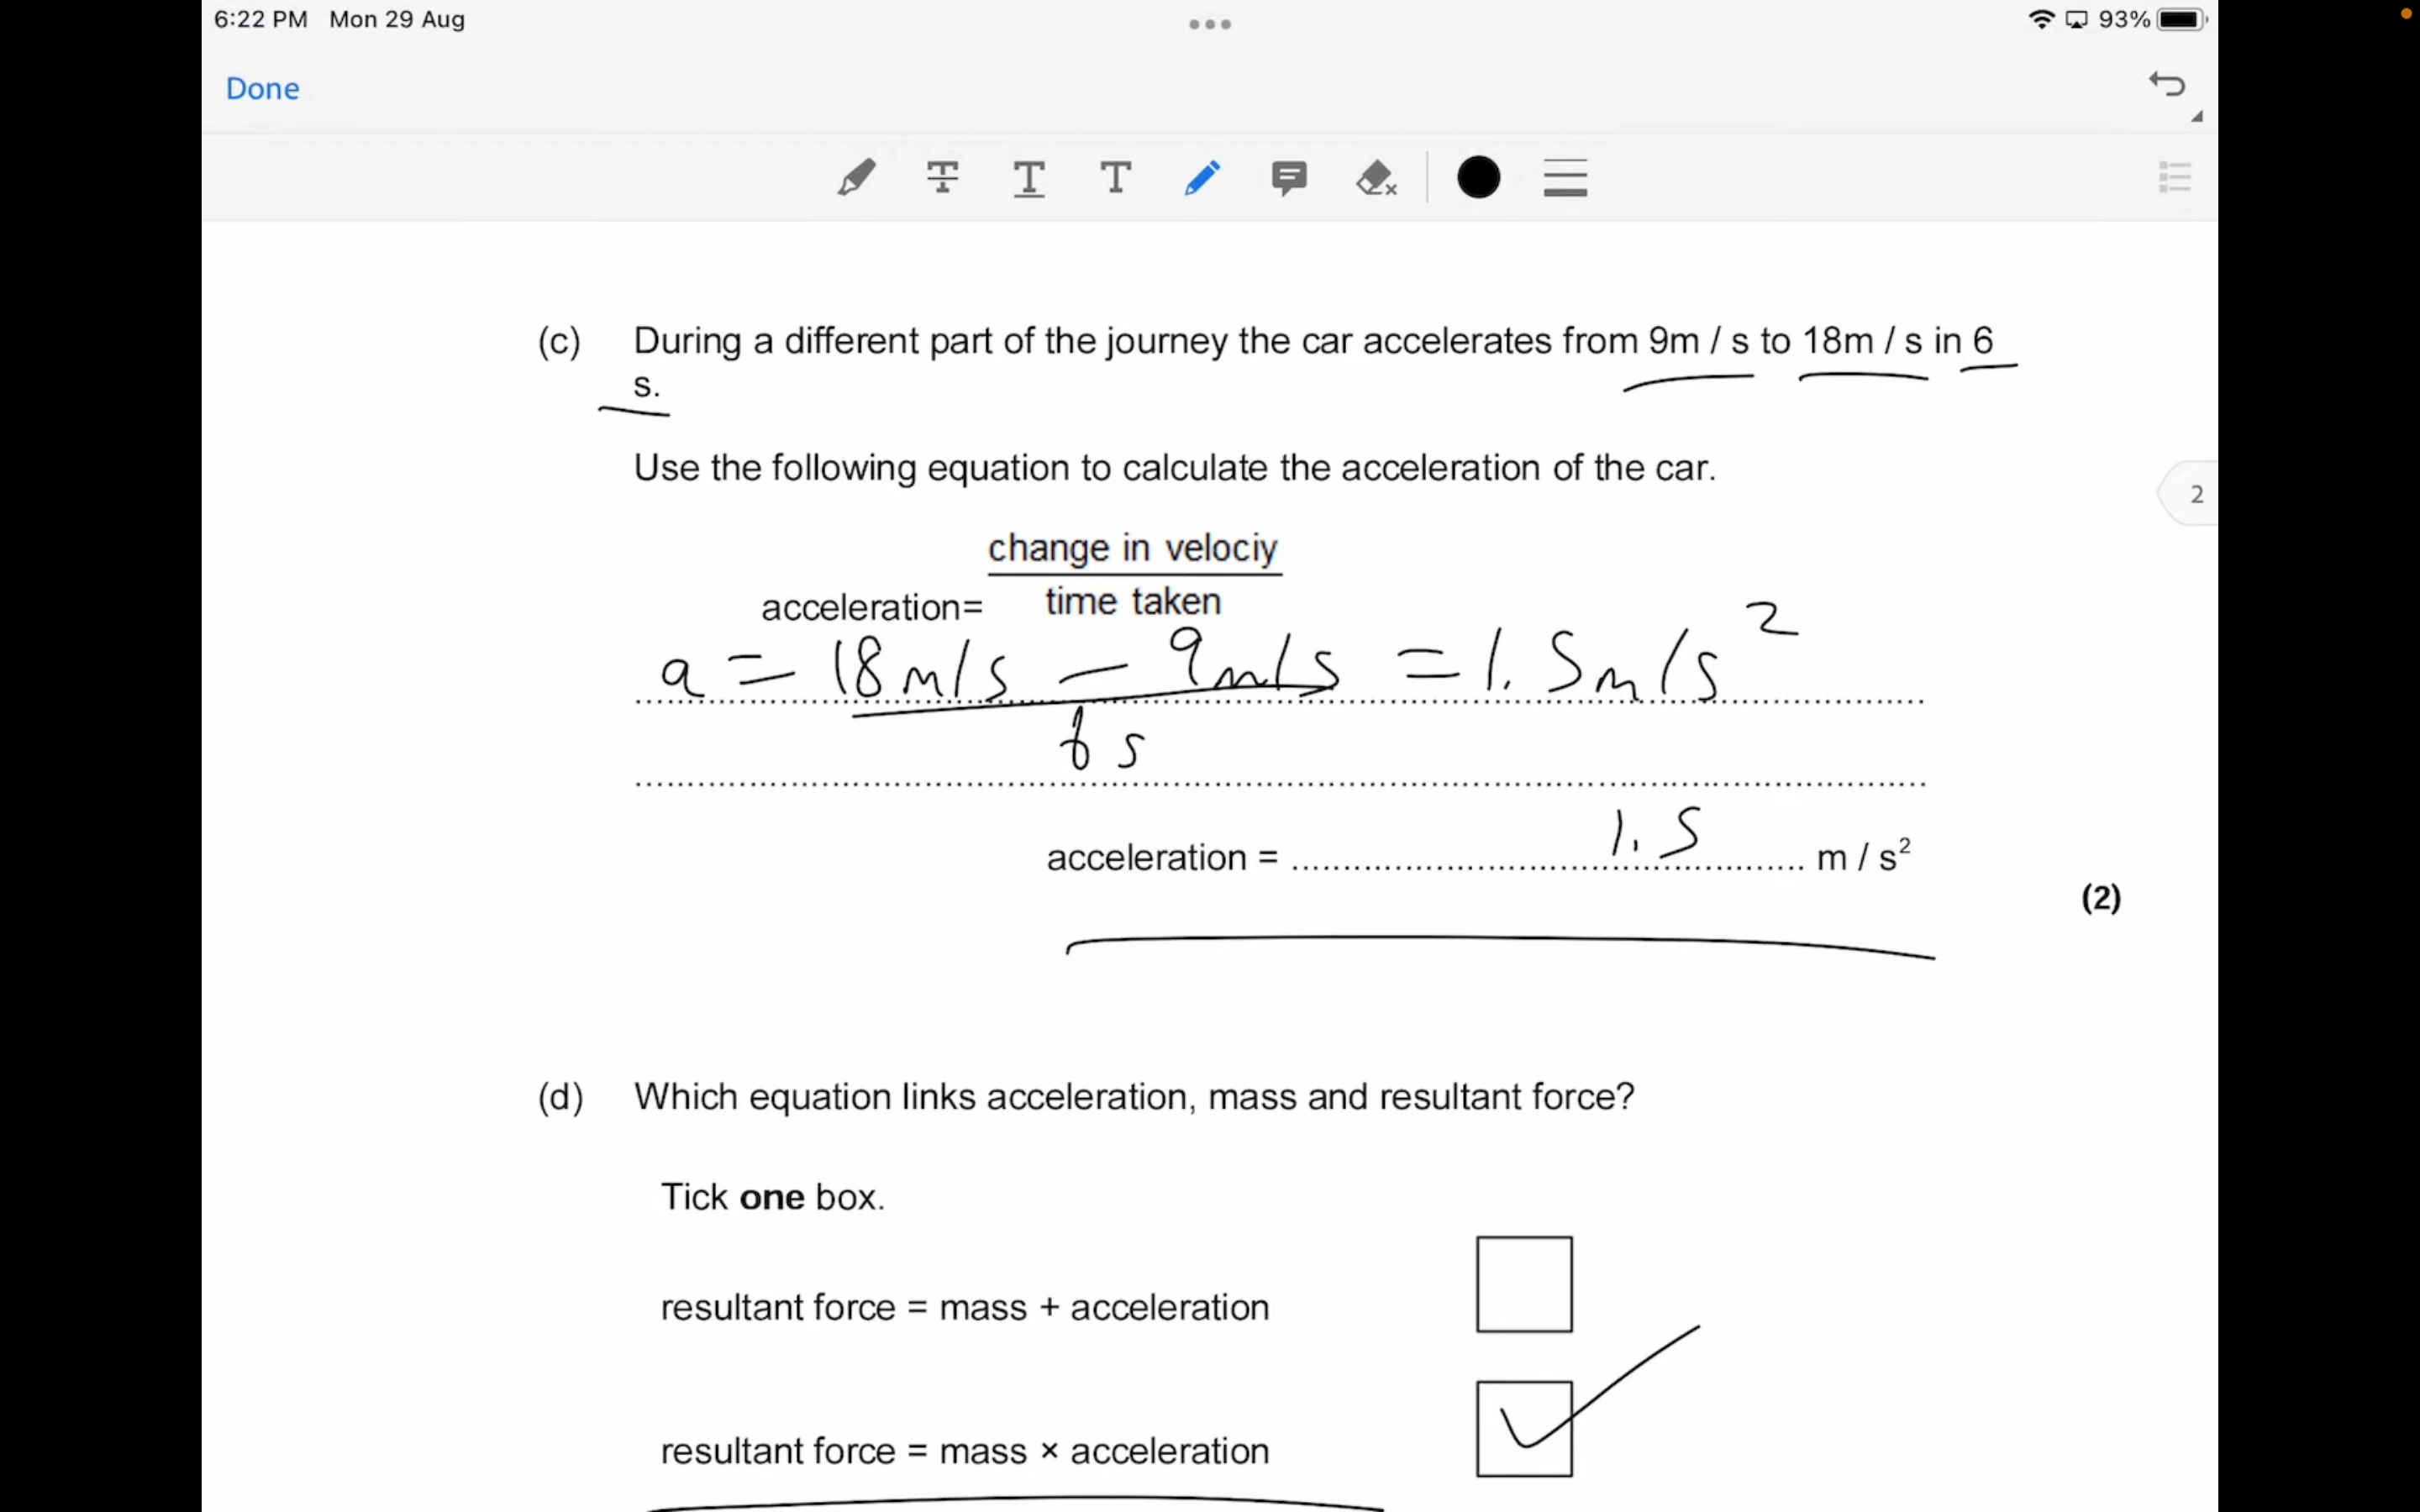 6:22 PM Mon 29 Aug
93%
Done
2
(c) During a different part of the journey the car accelerates from 9m / s to 18m / s in 6
s.
Use the following equation to calculate the acceleration of the car.
change in velociy
acceleration= time taken
a = 18m/s - 9m/s = 1.5m/s²
6 s
1.5
acceleration = ........ m / s²
(2)
(d) Which equation links acceleration, mass and resultant force?
Tick one box.
resultant force = mass + acceleration
resultant force = mass × acceleration